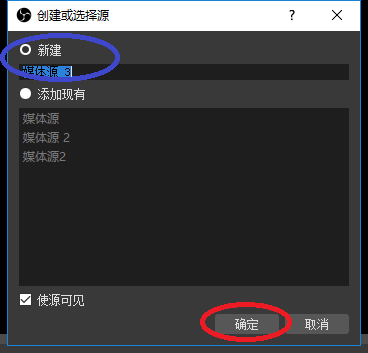 创建或选择源
?
新建
媒体源 3
添加现有
媒体源
媒体源 2
媒体源2
使源可见
确定 取消